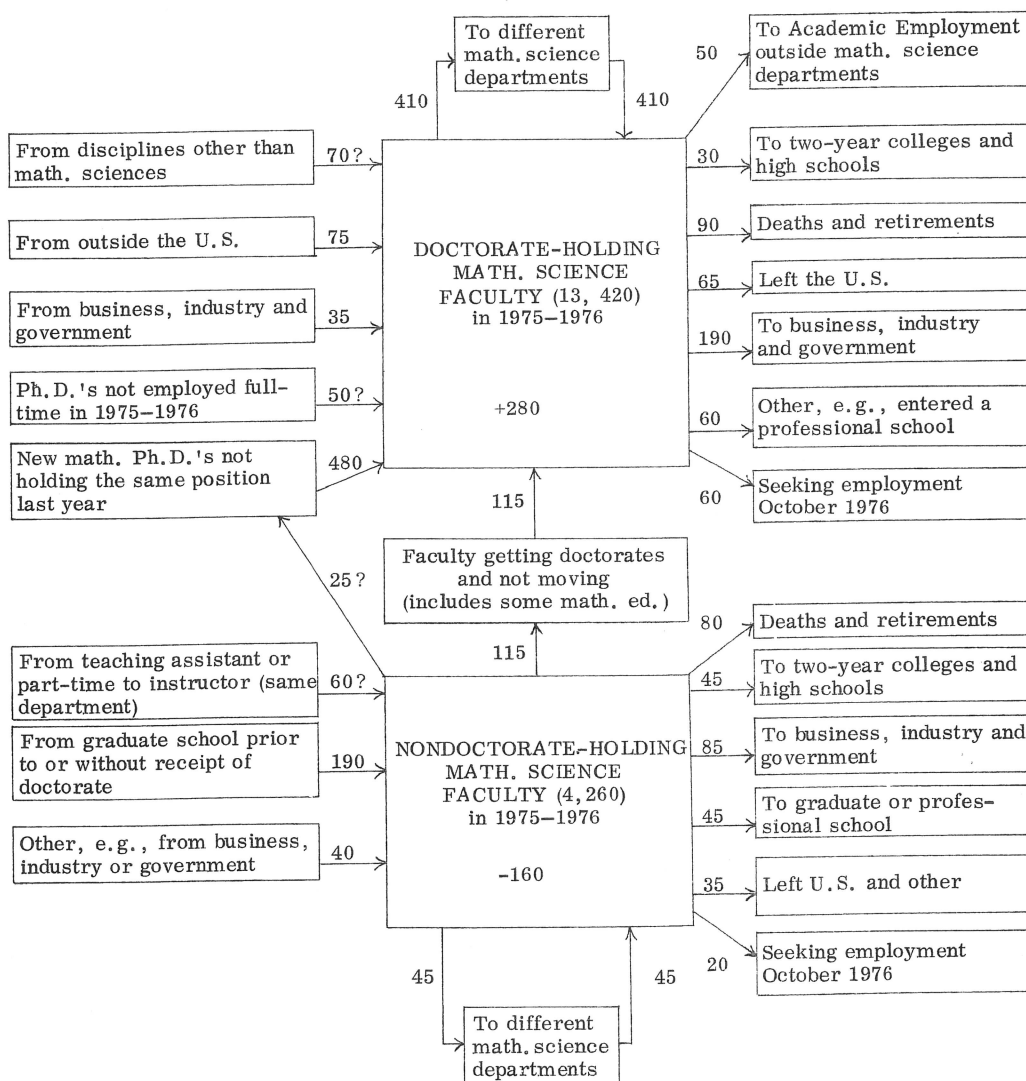 To different
math. science
departments
410
410
50
To Academic Employment
outside math. science
departments
From disciplines other than
math. sciences
70?
30
To two-year colleges and
high schools
From outside the U.S.
75
90
Deaths and retirements
DOCTORATE-HOLDING
MATH. SCIENCE
FACULTY (13, 420)
in 1975-1976
+280
65
Left the U.S.
From business, industry and
government
35
190
To business, industry
and government
Ph.D.'s not employed full-
time in 1975-1976
50?
60
Other, e.g., entered a
professional school
New math. Ph.D.'s not
holding the same position
last year
480
60
Seeking employment
October 1976
115
Faculty getting doctorates
and not moving
(includes some math. ed.)
25?
115
80
Deaths and retirements
From teaching assistant or
part-time to instructor (same
department)
60?
45
To two-year colleges and
high schools
From graduate school prior
to or without receipt of
doctorate
190
NONDOCTORATE-HOLDING
MATH. SCIENCE
FACULTY (4,260)
in 1975-1976
-160
85
To business, industry and
government
45
To graduate or profes-
sional school
Other, e.g., from business,
industry or government
40
35
Left U.S. and other
20
Seeking employment
October 1976
45
45
To different
math. science
departments